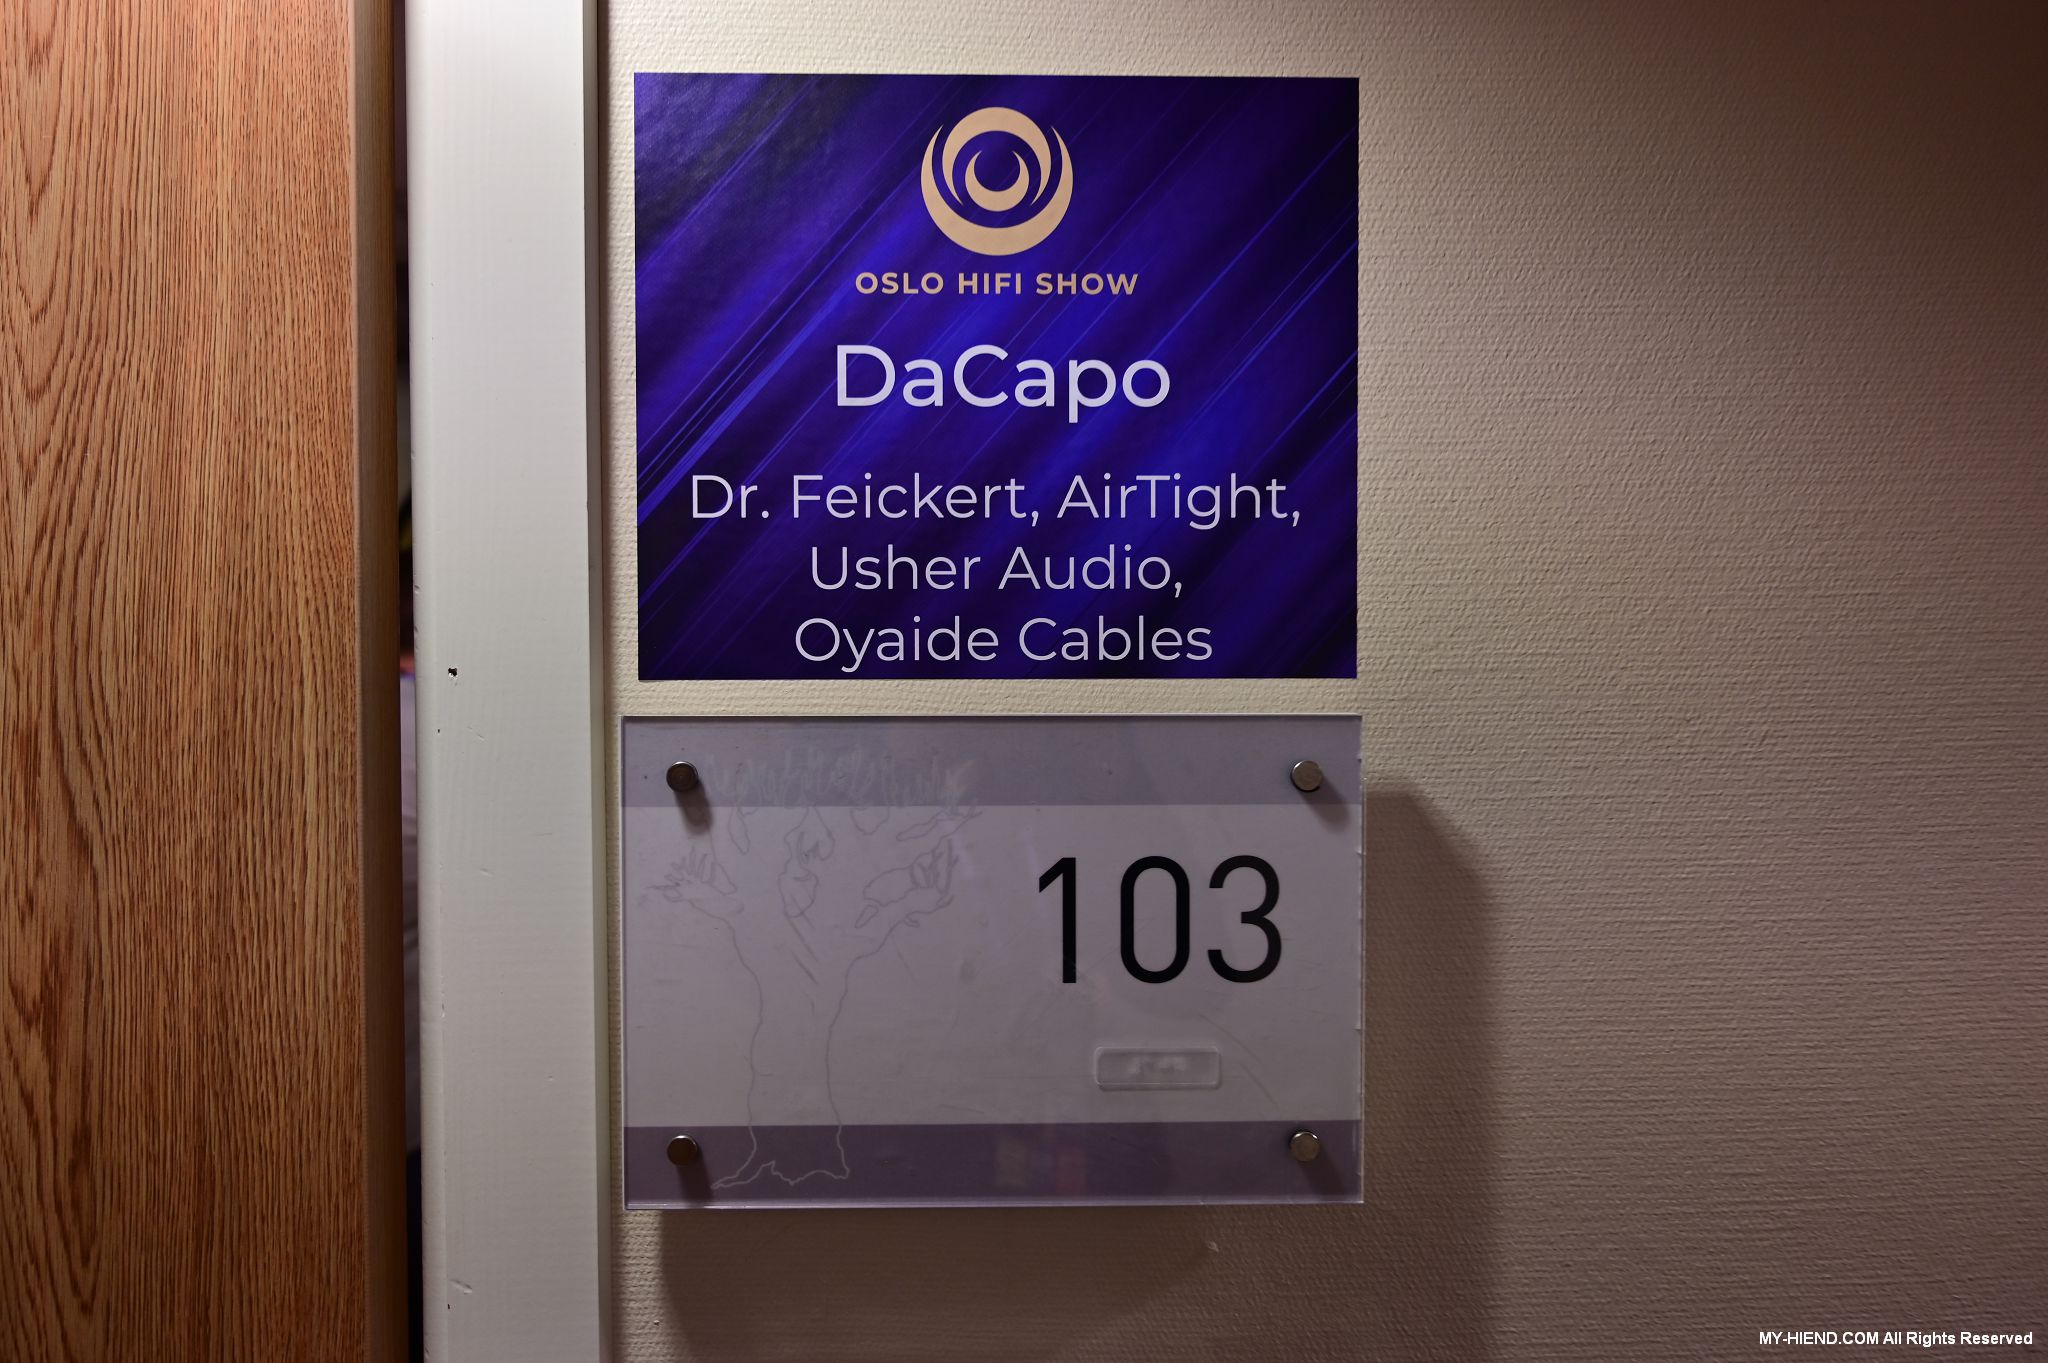 OSLO HIFI SHOW
DaCapo
Dr. Feickert, AirTight,
Usher Audio,
Oyaide Cables
103
MY-HIEND.COM All Rights Reserved